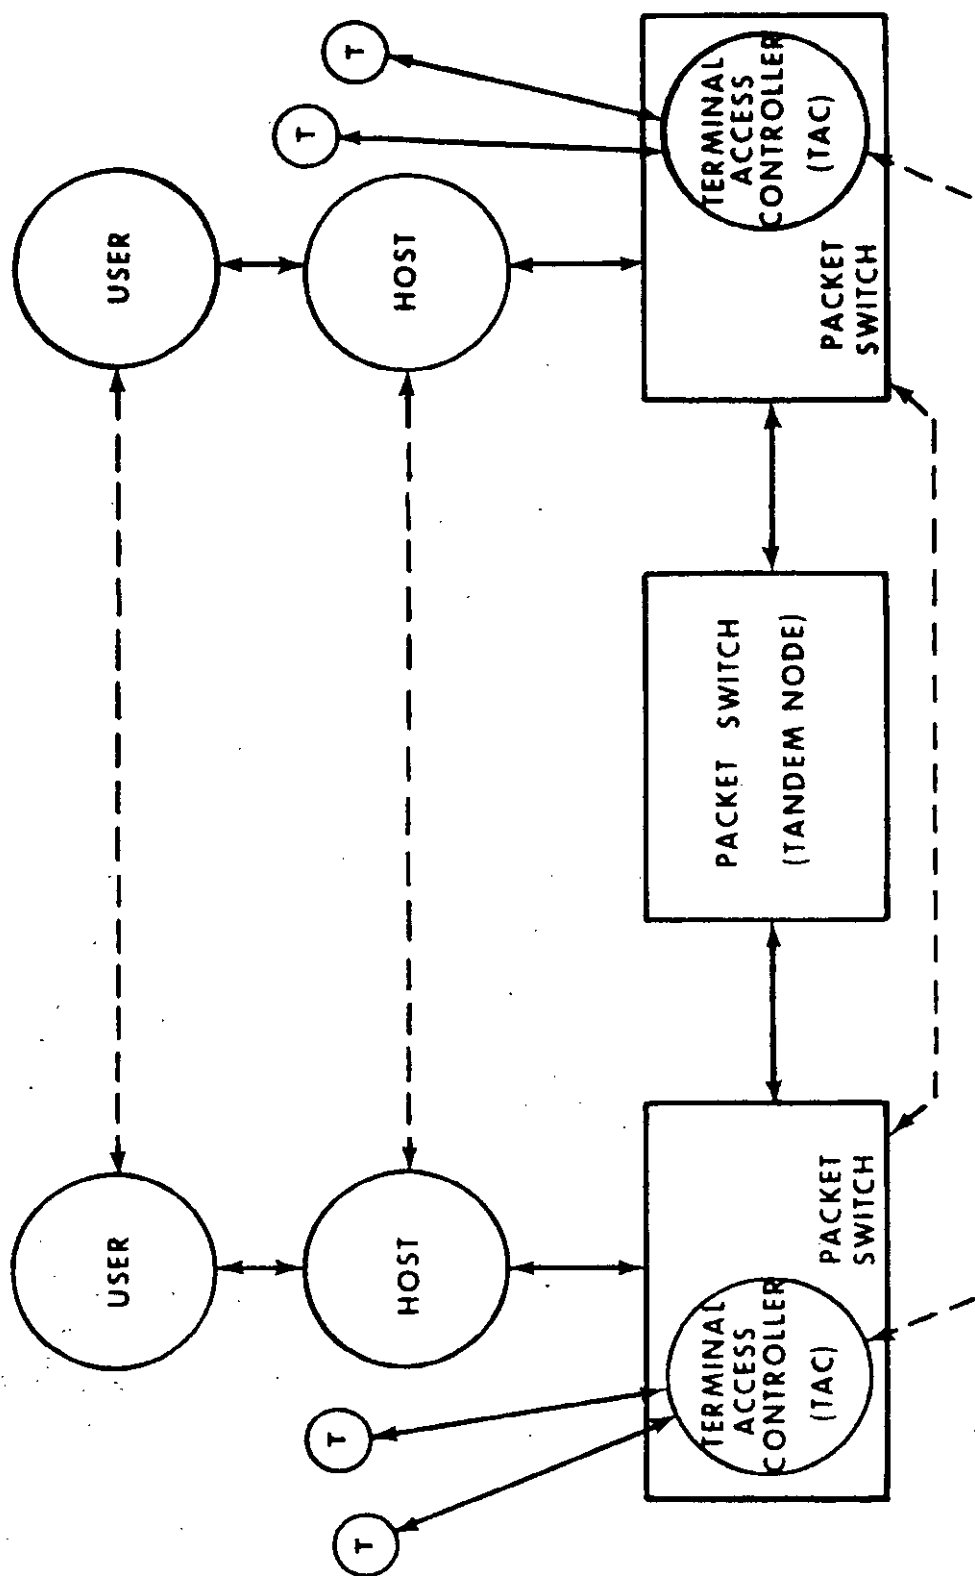 USER
USER
T
T
HOST
HOST
T
T
TERMINAL
ACCESS
CONTROLLER
(TAC)
PACKET
SWITCH
PACKET SWITCH
(TANDEM NODE)
PACKET
SWITCH
TERMINAL
ACCESS
CONTROLLER
(TAC)